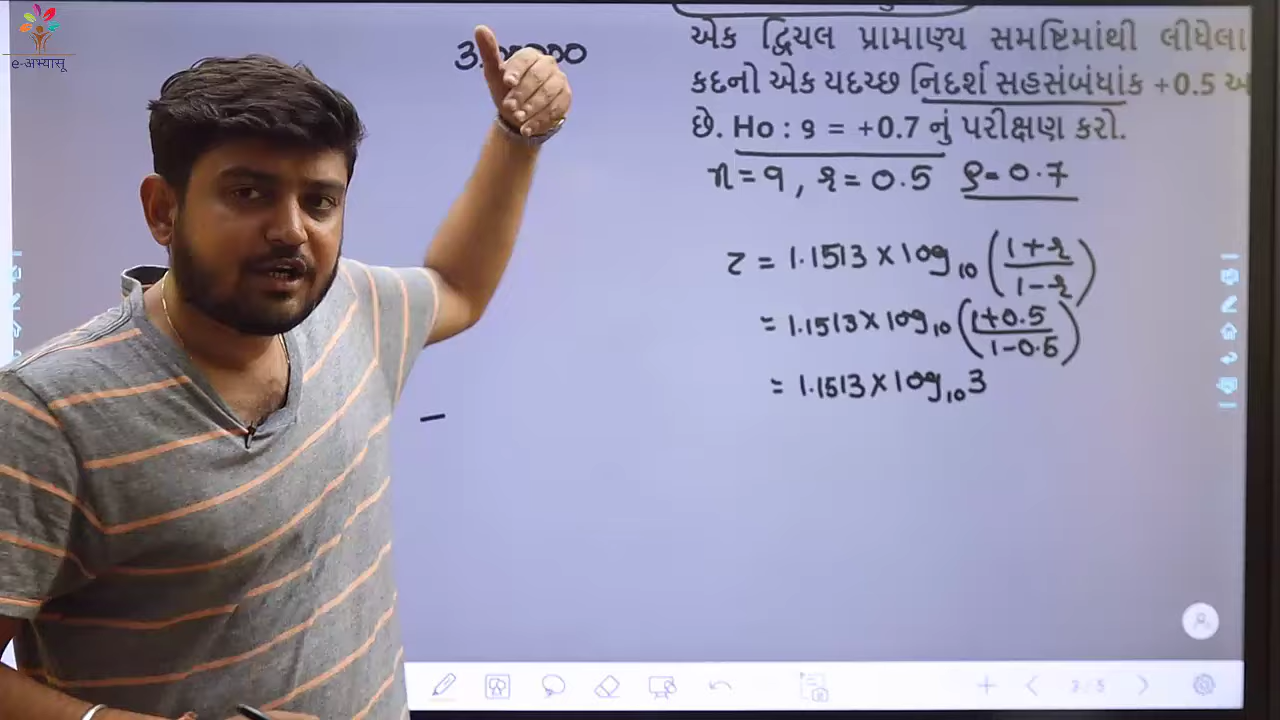 e-अभ्यासू
એક દ્વિચલ પ્રામાણ્ય સમષ્ટિમાંથી લીધેલા
કદનો એક યદચ્છ નિદર્શ સહસંબંધાંક +0.5
છે. Ho : ϱ = +0.7 નું પરીક્ષણ કરો.
n = 9 , r = 0.5 ϱ = 0.7
z = 1.1513 × log₁₀ (1+r / 1-r)
= 1.1513 × log₁₀ (1+0.5 / 1-0.5)
= 1.1513 × log₁₀ 3
3 / 5